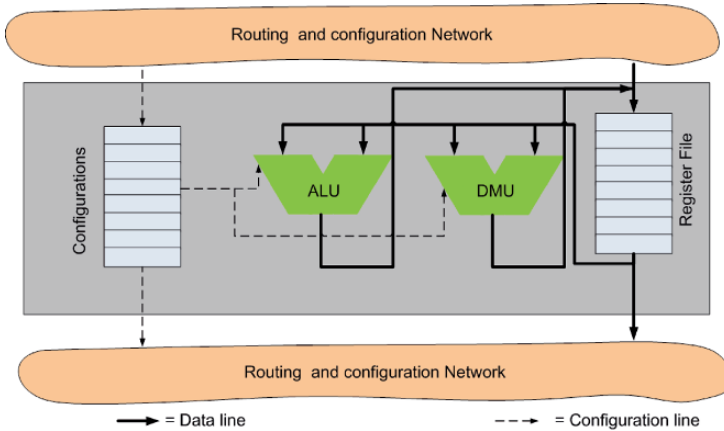 Routing and configuration Network
Configurations
ALU
DMU
Register File
Routing and configuration Network
= Data line
= Configuration line